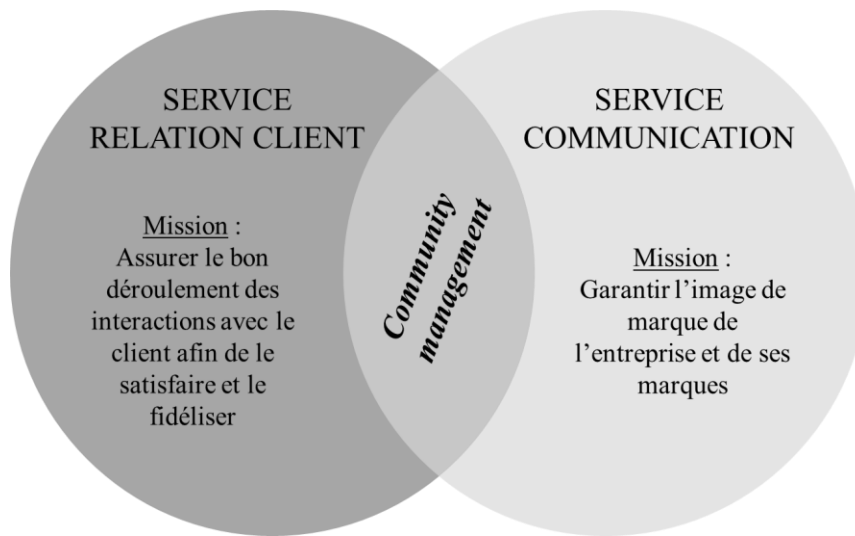 SERVICE
RELATION CLIENT
Mission :
Assurer le bon
déroulement des
interactions avec le
client afin de le
satisfaire et le
fidéliser
Community
management
SERVICE
COMMUNICATION
Mission :
Garantir l’image de
marque de
l’entreprise et de ses
marques